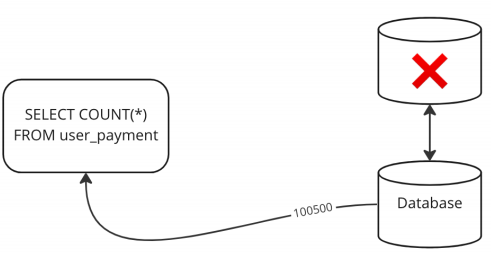 SELECT COUNT(*)
FROM user_payment
Database
100500